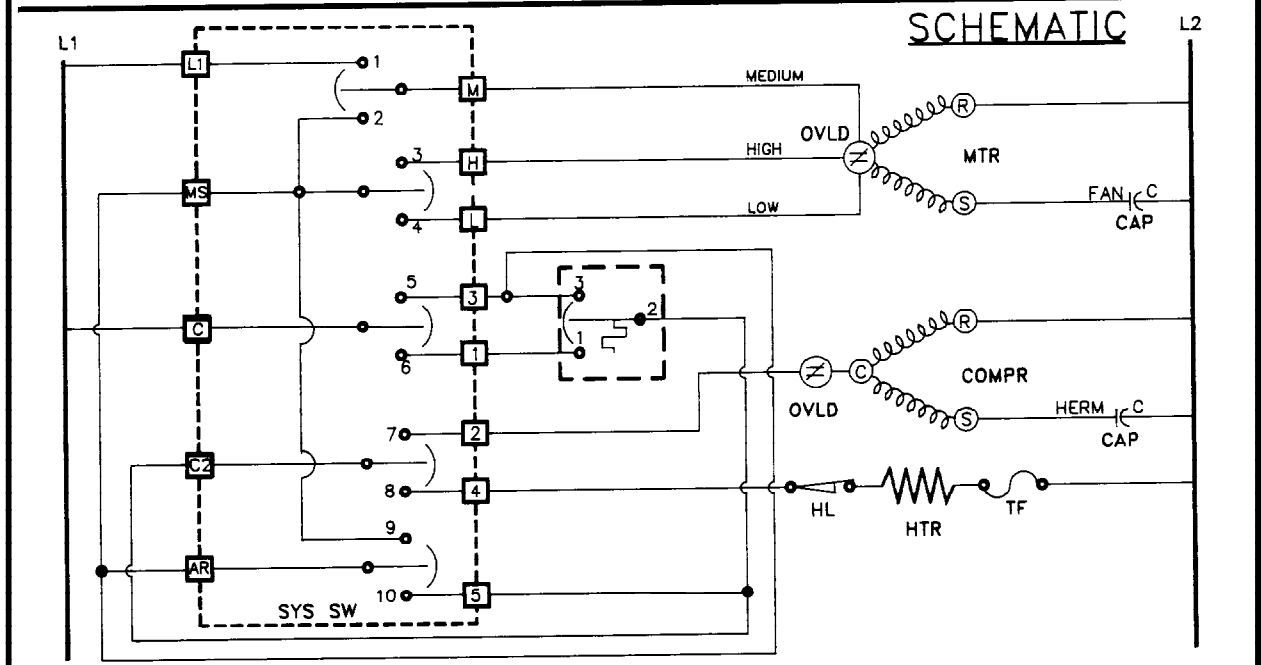 SCHEMATIC
L1
L2
L1
1
M
MEDIUM
R
2
OVLD
3
H
HIGH
MTR
MS
FAN
C
CAP
S
4
L
LOW
5
3
3
2
C
1
6
1
R
COMPR
C
OVLD
HERM
C
CAP
S
7
2
C2
8
4
HL
HTR
TF
9
AR
10
5
SYS SW